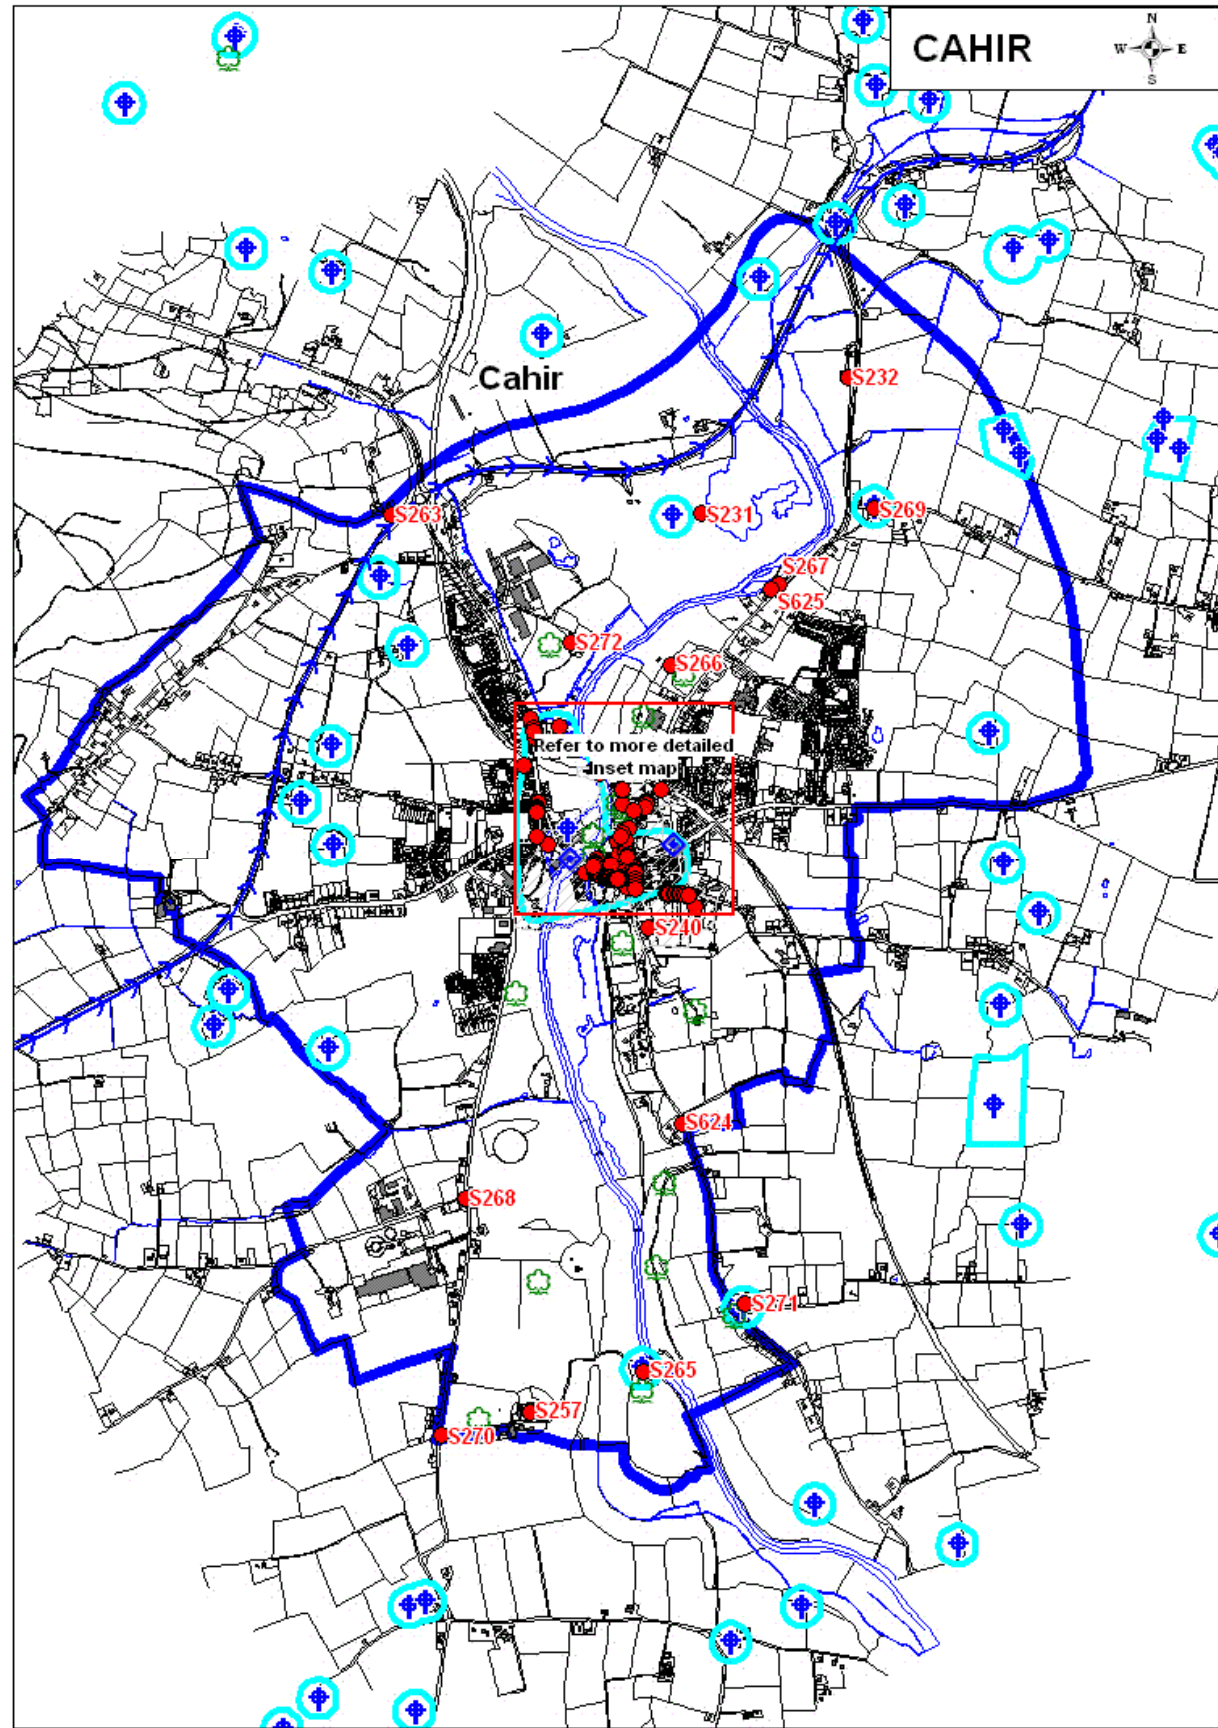 CAHIR
N
W E
S
Cahir
S232
S263
S231
S269
S267
S625
S272
S266
Refer to more detailed
Inset map
S240
S624
S268
S271
S265
S257
S270